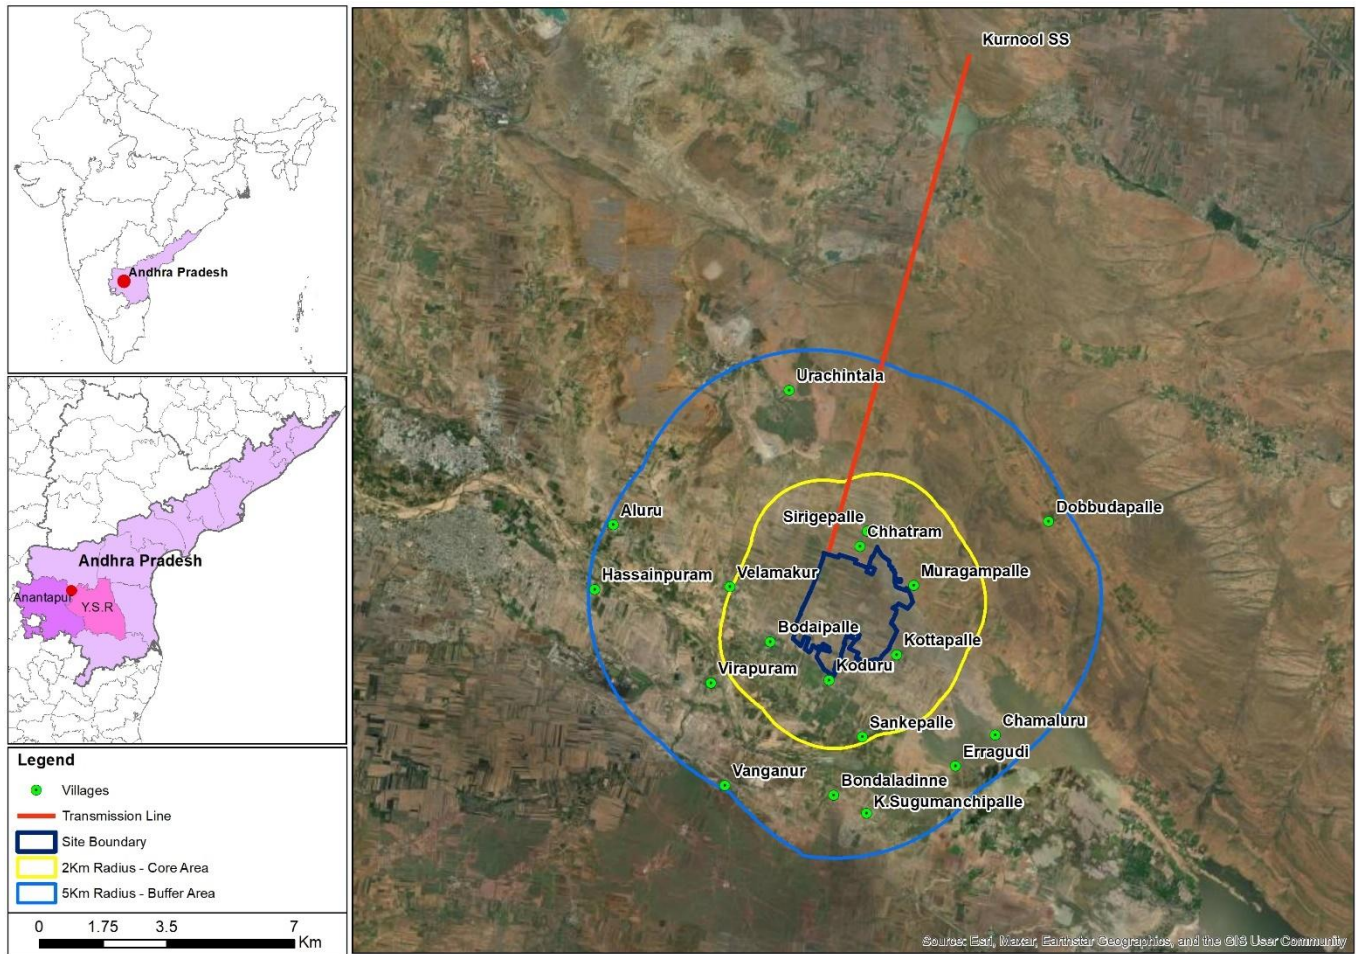 Andhra Pradesh
Andhra Pradesh
Anantapur
Y.S.R
Legend
Villages
Transmission Line
Site Boundary
2Km Radius - Core Area
5Km Radius - Buffer Area
0 1.75 3.5 7
Km
Kurnool SS
Urachintala
Aluru
Dobbudapalle
Sirigepalle
Chhatram
Hassainpuram
Velamakur
Muragampalle
Bodaipalle
Kottapalle
Virapuram
Koduru
Sankepalle
Chamaluru
Erragudi
Vanganur
Bondaladinne
K.Sugumanchipalle
Source: Esri, Maxar, Earthstar Geographics, and the GIS User Community